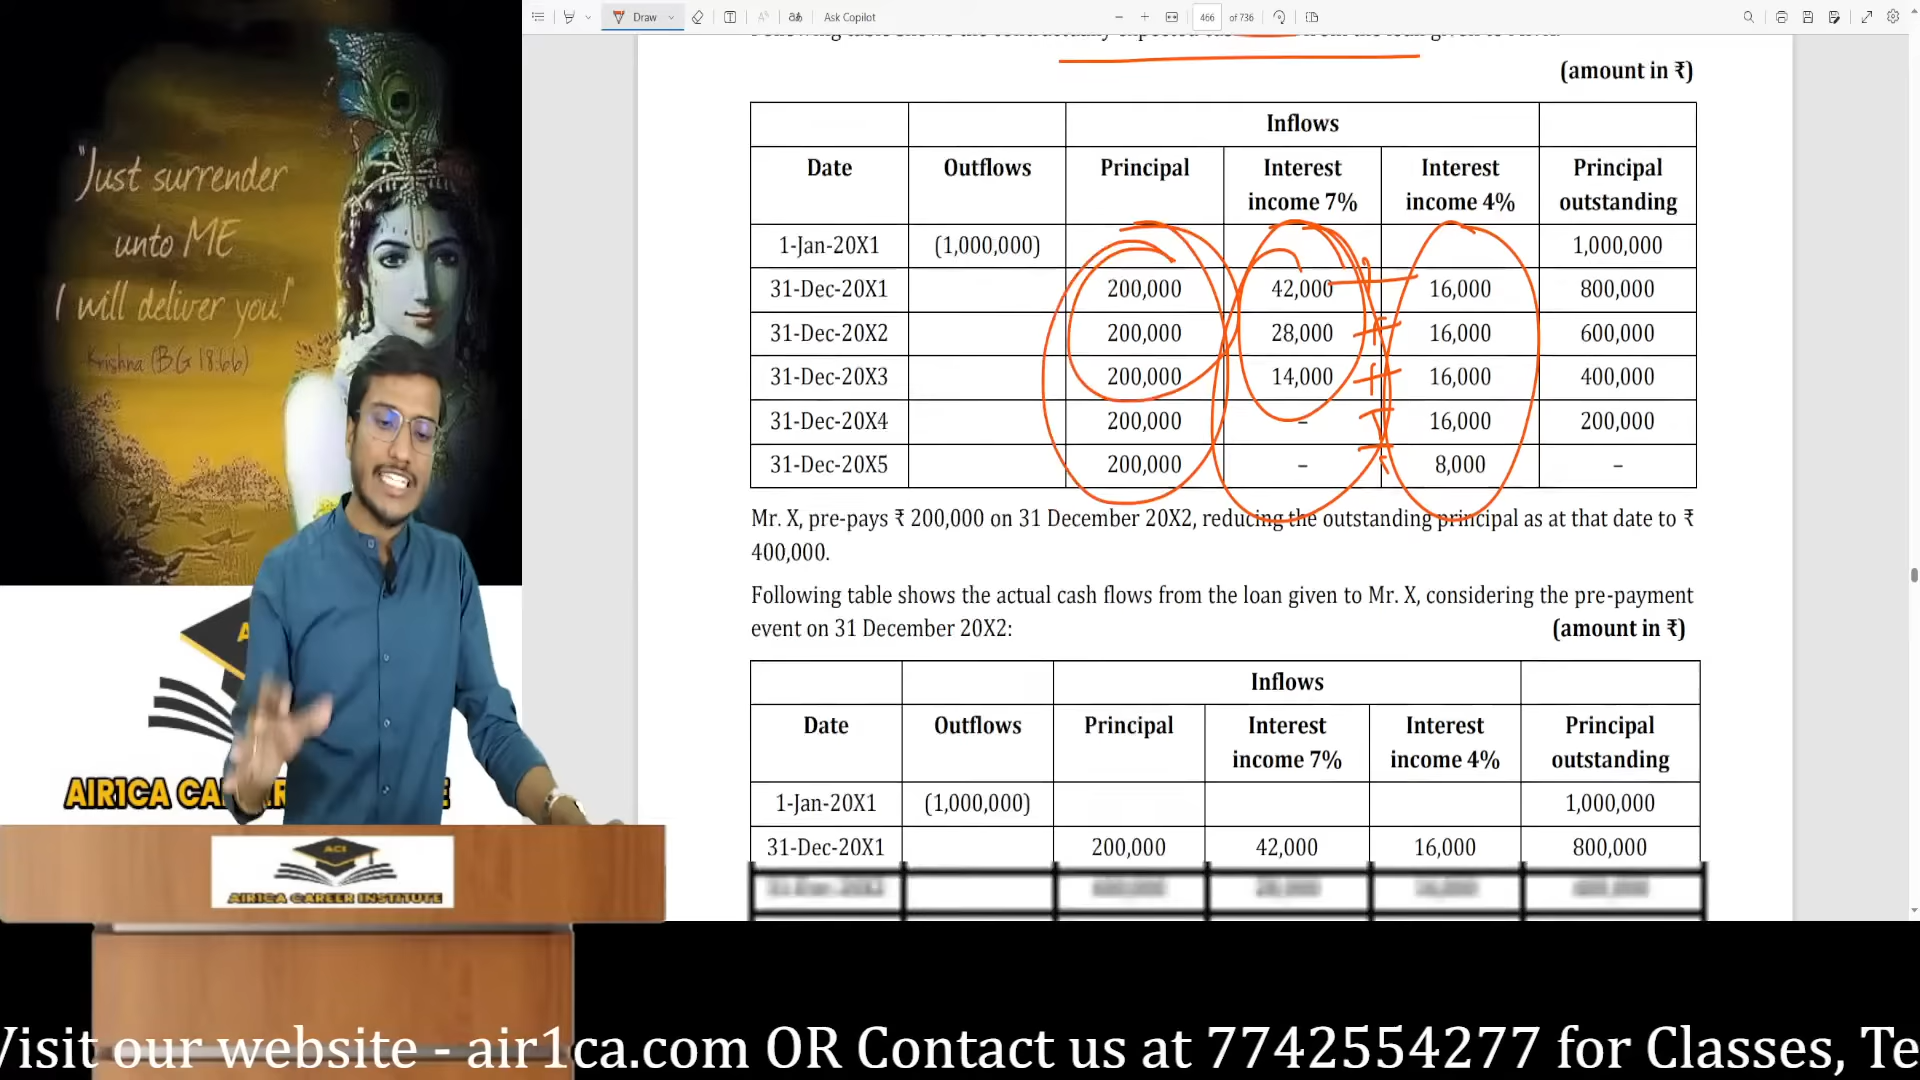 "Just surrender
unto ME
I will deliver you!"
Krishna (B.G 18:66)
AIR1CA CA
ACI
AIR1CA CAREER INSTITUTE
Draw
Ask Copilot
466 of 736
(amount in ₹)
Inflows
Date Outflows Principal Interest income 7% Interest income 4% Principal outstanding
1-Jan-20X1 (1,000,000) 1,000,000
31-Dec-20X1 200,000 42,000 16,000 800,000
31-Dec-20X2 200,000 28,000 16,000 600,000
31-Dec-20X3 200,000 14,000 16,000 400,000
31-Dec-20X4 200,000 – 16,000 200,000
31-Dec-20X5 200,000 – 8,000 –
Mr. X, pre-pays ₹ 200,000 on 31 December 20X2, reducing the outstanding principal as at that date to ₹
400,000.
Following table shows the actual cash flows from the loan given to Mr. X, considering the pre-payment
event on 31 December 20X2: (amount in ₹)
Inflows
Date Outflows Principal Interest income 7% Interest income 4% Principal outstanding
1-Jan-20X1 (1,000,000) 1,000,000
31-Dec-20X1 200,000 42,000 16,000 800,000
Visit our website - air1ca.com OR Contact us at 7742554277 for Classes, Te